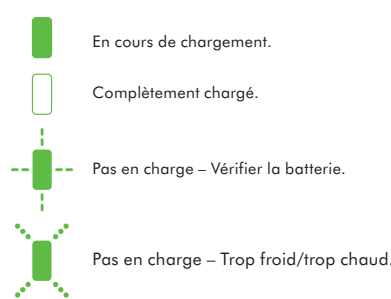 En cours de chargement.
Complètement chargé.
Pas en charge – Vérifier la batterie.
Pas en charge – Trop froid/trop chaud.